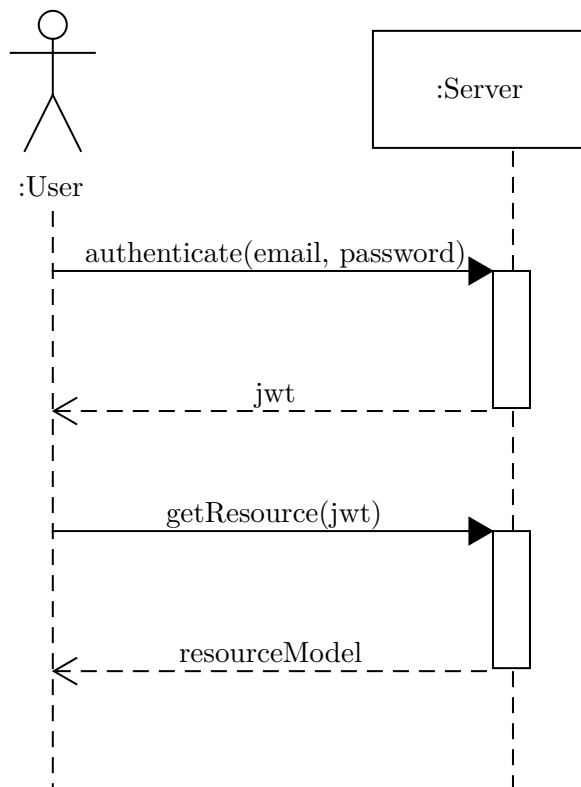 :Server
:User
authenticate(email, password)
jwt
getResource(jwt)
resourceModel